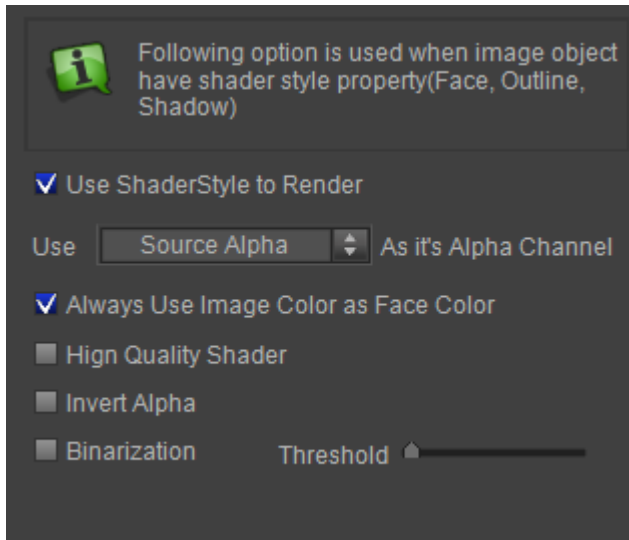 Following option is used when image object
have shader style property(Face, Outline,
Shadow)
Use ShaderStyle to Render
Use Source Alpha As it's Alpha Channel
Always Use Image Color as Face Color
Hign Quality Shader
Invert Alpha
Binarization Threshold